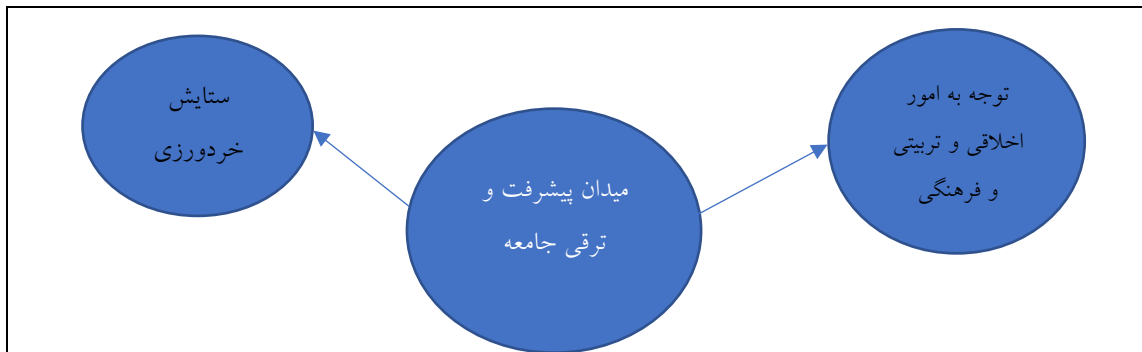 توجه به امور
اخلاقی و تربیتی
و فرهنگی
میدان پیشرفت و
ترقی جامعه
ستایش
خردورزی